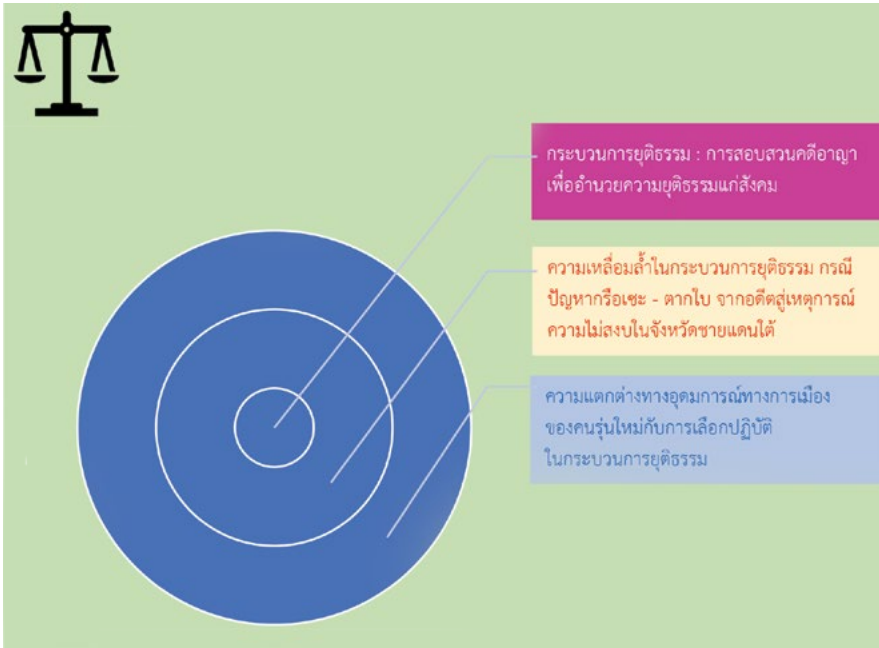 กระบวนการยุติธรรม : การสอบสวนคดีอาญา
เพื่ออำนวยความยุติธรรมแก่สังคม
ความเหลื่อมล้ำในกระบวนการยุติธรรม กรณี
ปัญหากรือเซะ - ตากใบ จากอดีตสู่เหตุการณ์
ความไม่สงบในจังหวัดชายแดนใต้
ความแตกต่างทางอุดมการณ์ทางการเมือง
ของคนรุ่นใหม่กับการเลือกปฏิบัติ
ในกระบวนการยุติธรรม